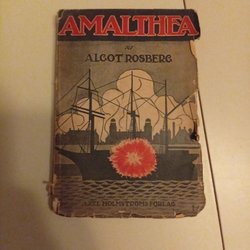 AMALTHEA
AV
ALGOT ROSBERG
AXEL HOLMSTRÖMS FÖRLAG